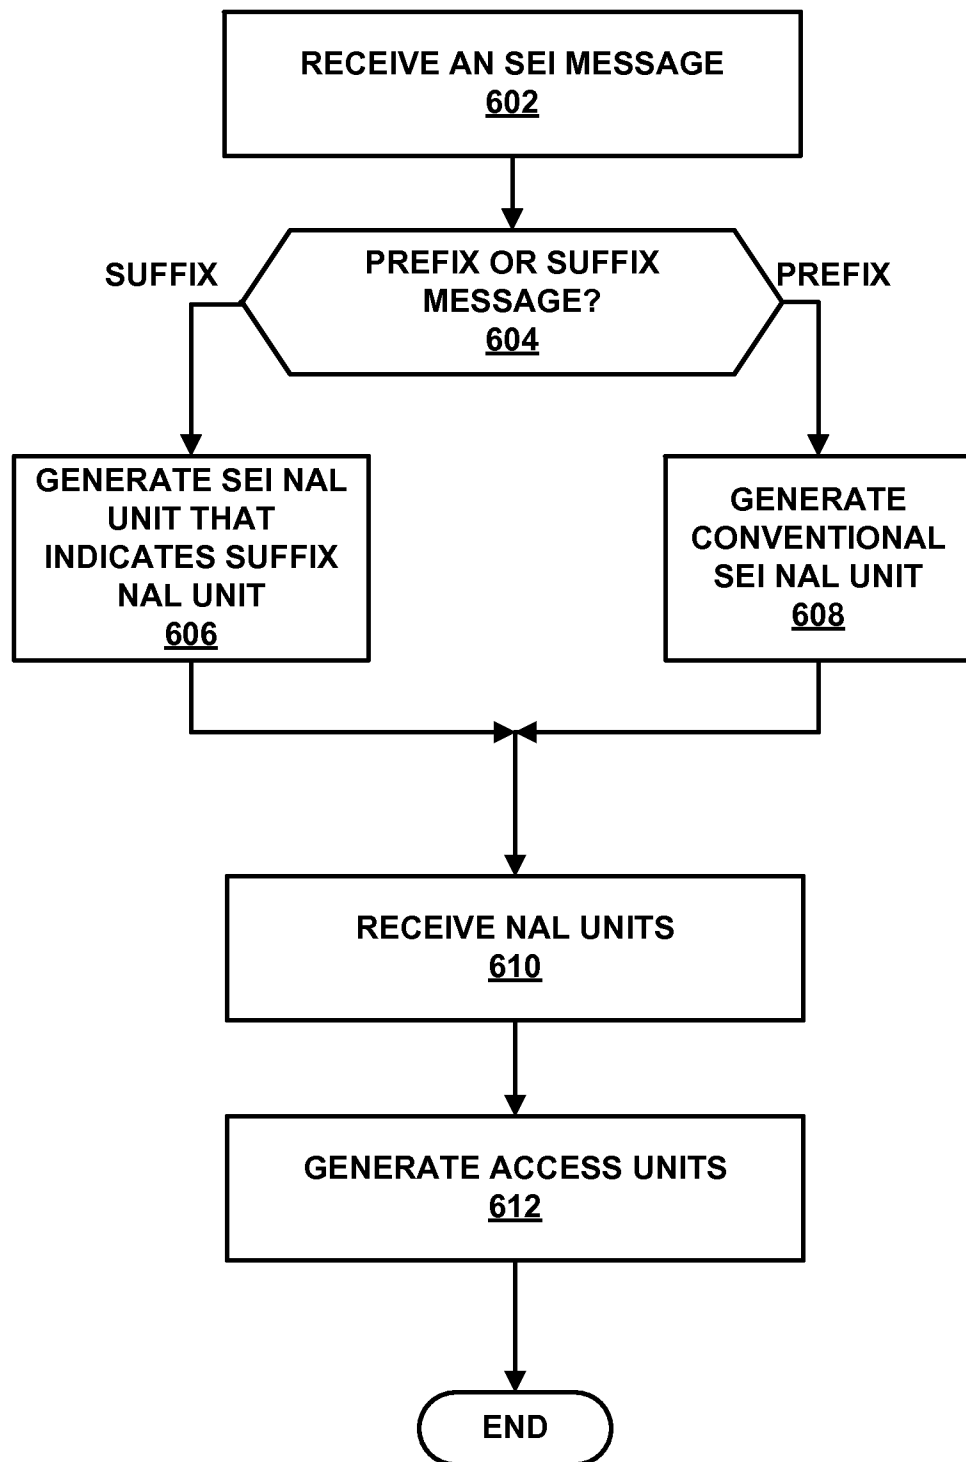 RECEIVE AN SEI MESSAGE
602
SUFFIX
PREFIX OR SUFFIX
MESSAGE?
604
PREFIX
GENERATE SEI NAL
UNIT THAT
INDICATES SUFFIX
NAL UNIT
606
GENERATE
CONVENTIONAL
SEI NAL UNIT
608
RECEIVE NAL UNITS
610
GENERATE ACCESS UNITS
612
END